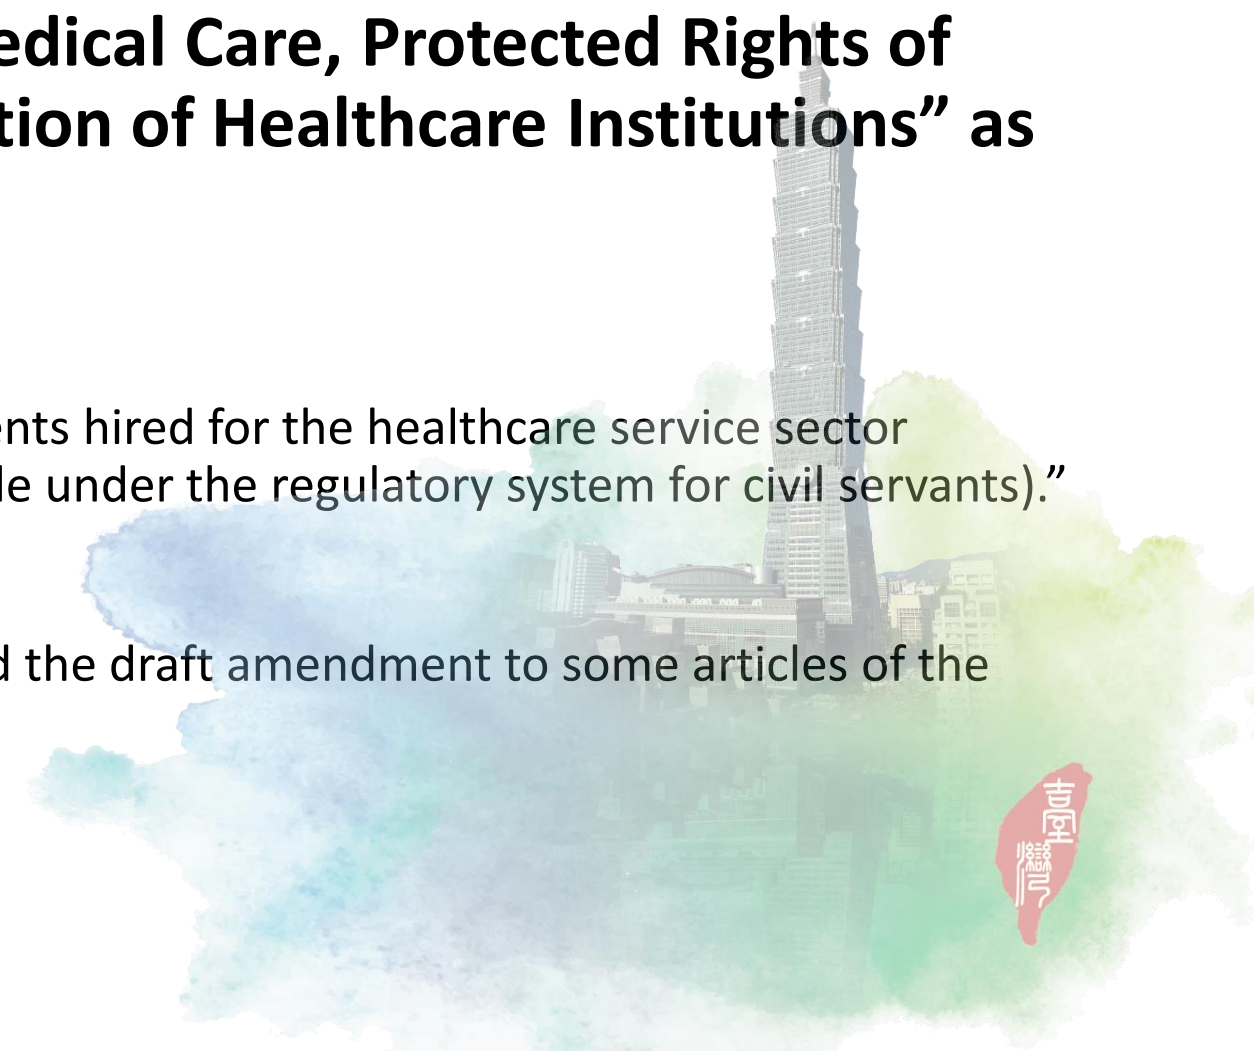 edical Care, Protected Rights of
tion of Healthcare Institutions” as
ents hired for the healthcare service sector
le under the regulatory system for civil servants).”
d the draft amendment to some articles of the
臺灣